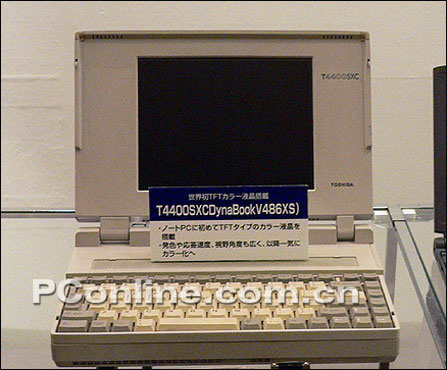 T4400SXC
TOSHIBA
世界初TFTカラー液晶搭載
T4400SXCDynaBookV486XS)
・ノートPCに初めてTFTタイプのカラー液晶を
搭載
・発色や応答速度、視野角度も広く、以降一気に
カラー化へ
PConline.com.cn